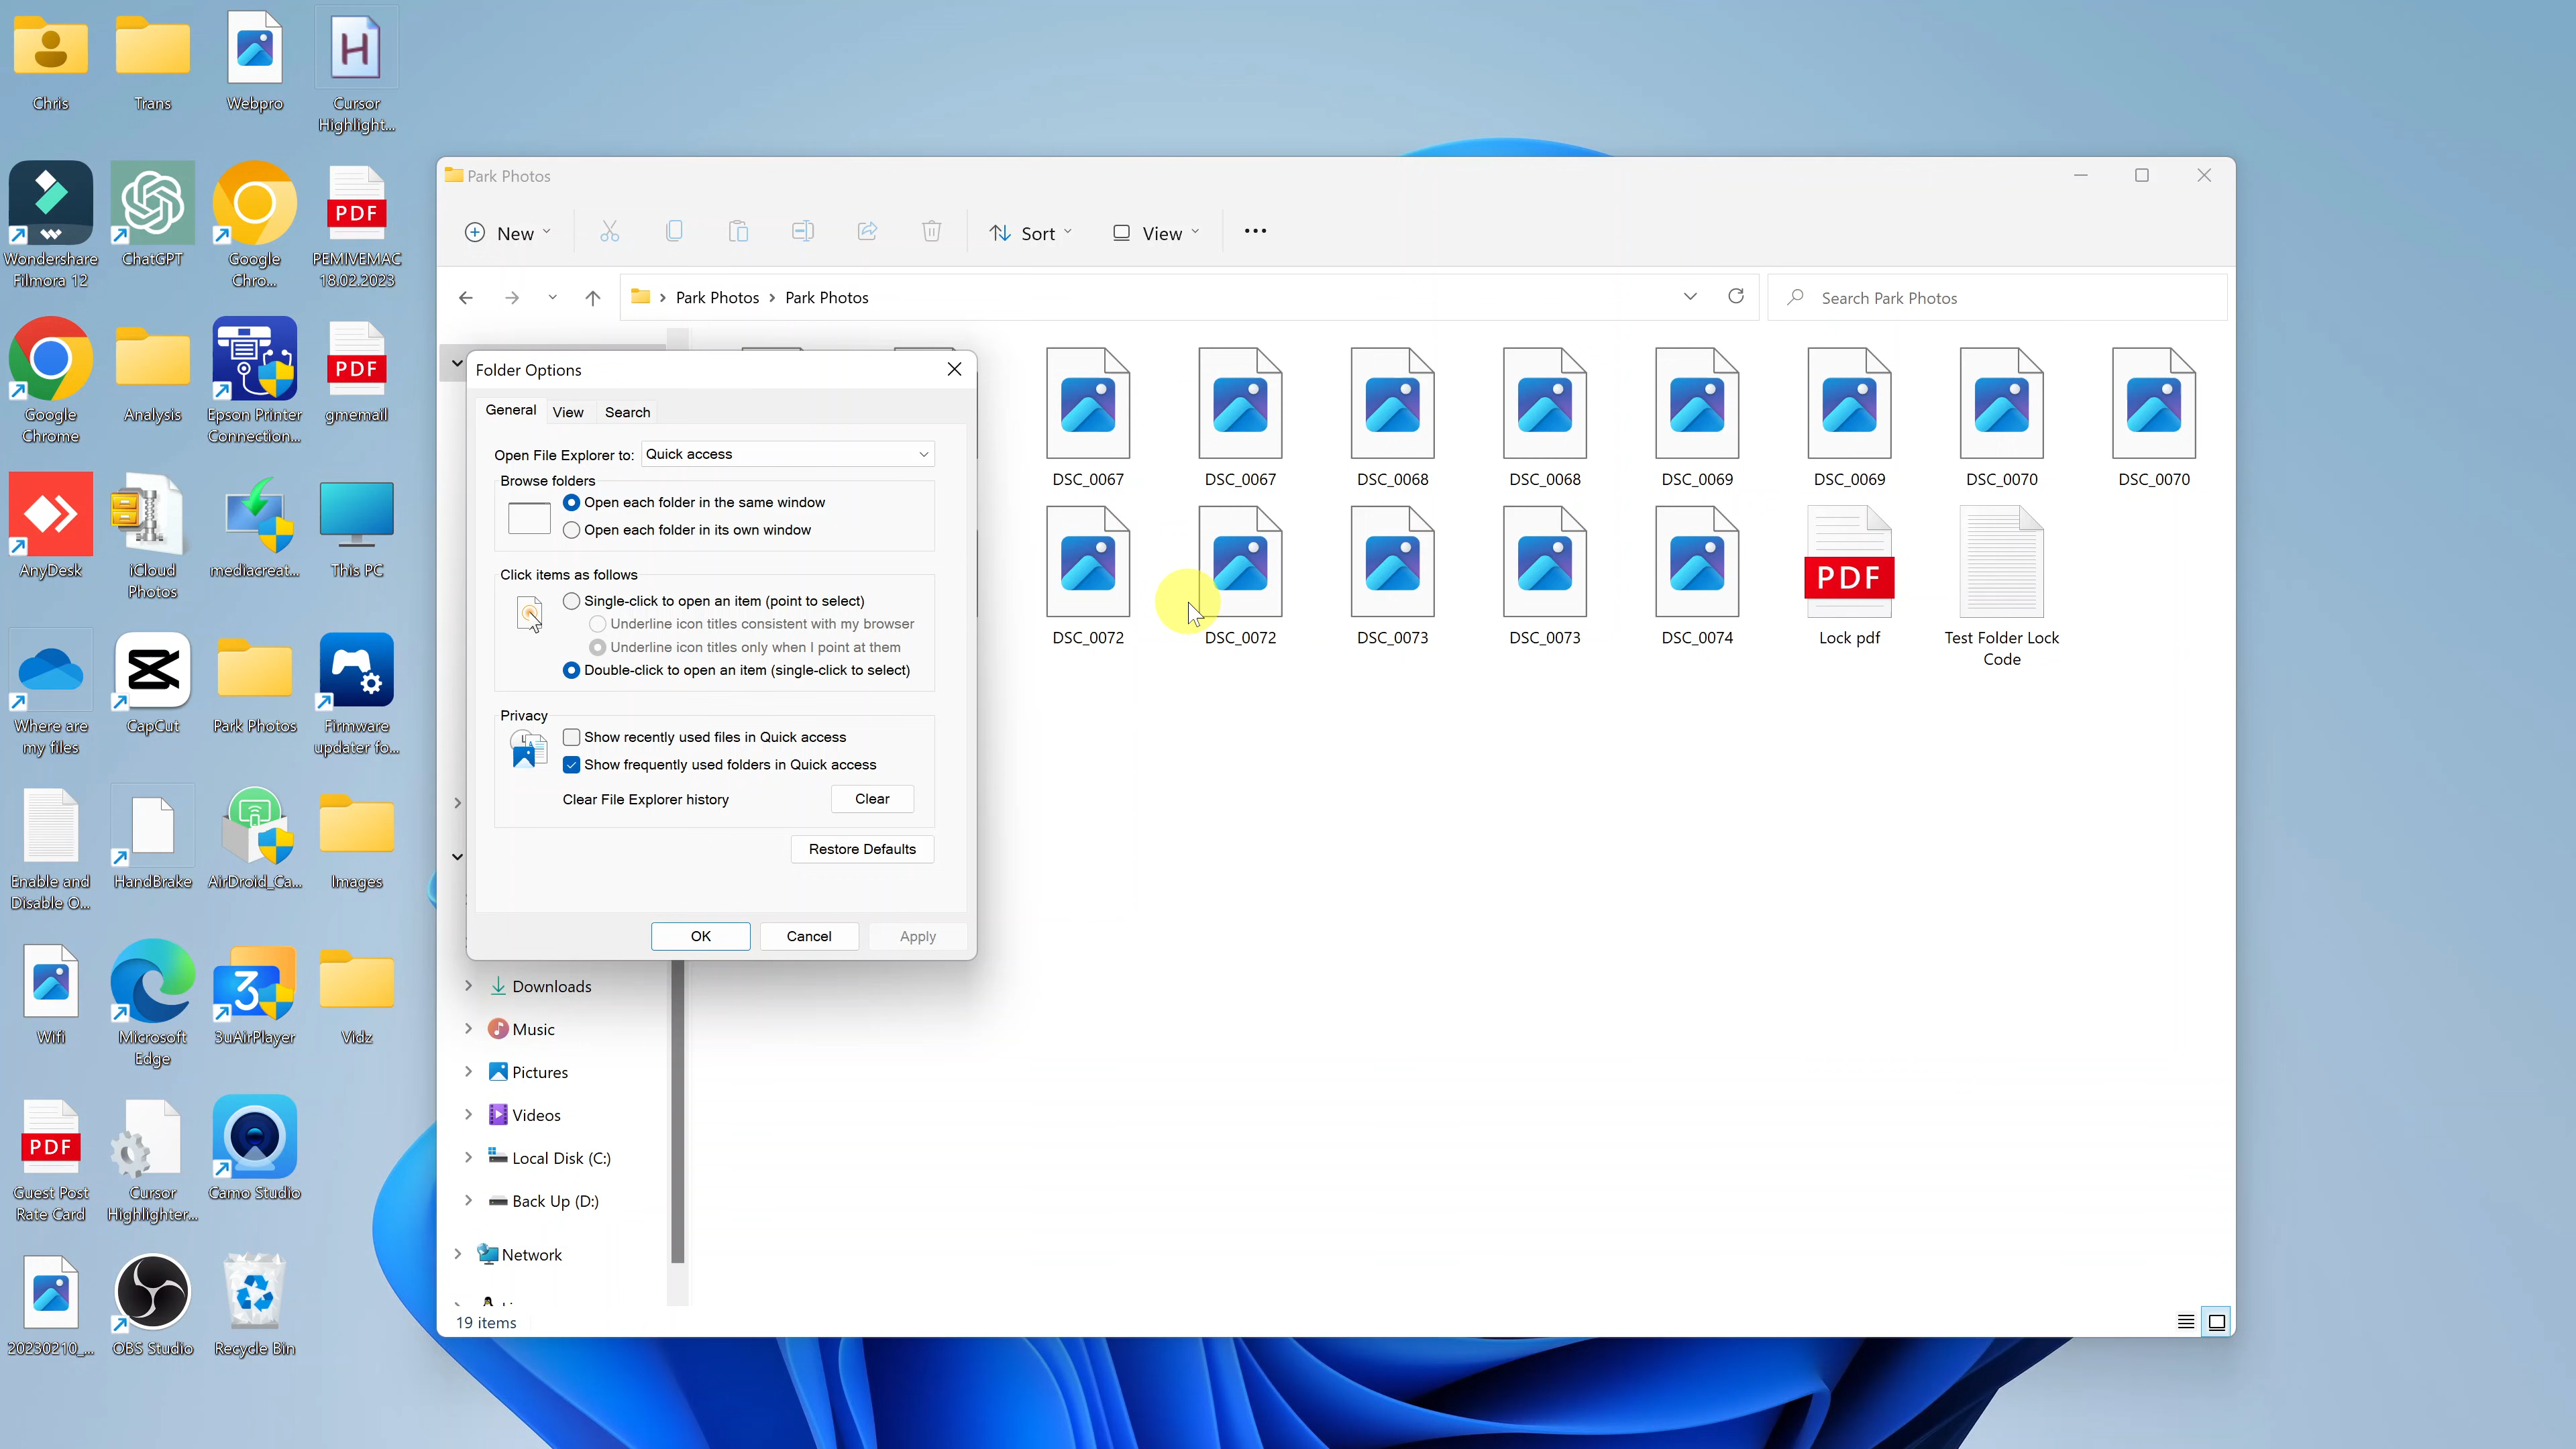 Chris
Trans
Webpro
Cursor
Highlight...
Wondershare
Filmora 12
ChatGPT
Google
Chro...
PDF
PEMIVEMAC
18.02.2023
Google
Chrome
Analysis
Epson Printer
Connection...
PDF
gmemail
AnyDesk
iCloud
Photos
mediacreat...
This PC
Where are
my files
CapCut
Park Photos
Firmware
updater fo...
Enable and
Disable O...
HandBrake
AirDroid_Ca...
Images
Wifi
Microsoft
Edge
3uAirPlayer
Vidz
PDF
Guest Post
Rate Card
Cursor
Highlighter...
Camo Studio
20230210_...
OBS Studio
Recycle Bin
Park Photos
New
Sort
View
Park Photos > Park Photos
Search Park Photos
Folder Options
General View Search
Open File Explorer to: Quick access
Browse folders
Open each folder in the same window
Open each folder in its own window
Click items as follows
Single-click to open an item (point to select)
Underline icon titles consistent with my browser
Underline icon titles only when I point at them
Double-click to open an item (single-click to select)
Privacy
Show recently used files in Quick access
Show frequently used folders in Quick access
Clear File Explorer history
Clear
Restore Defaults
OK Cancel Apply
DSC_0067 DSC_0067 DSC_0068 DSC_0068 DSC_0069 DSC_0069 DSC_0070 DSC_0070
PDF
DSC_0072 DSC_0072 DSC_0073 DSC_0073 DSC_0074 Lock pdf Test Folder Lock
Code
Downloads
Music
Pictures
Videos
Local Disk (C:)
Back Up (D:)
Network
19 items